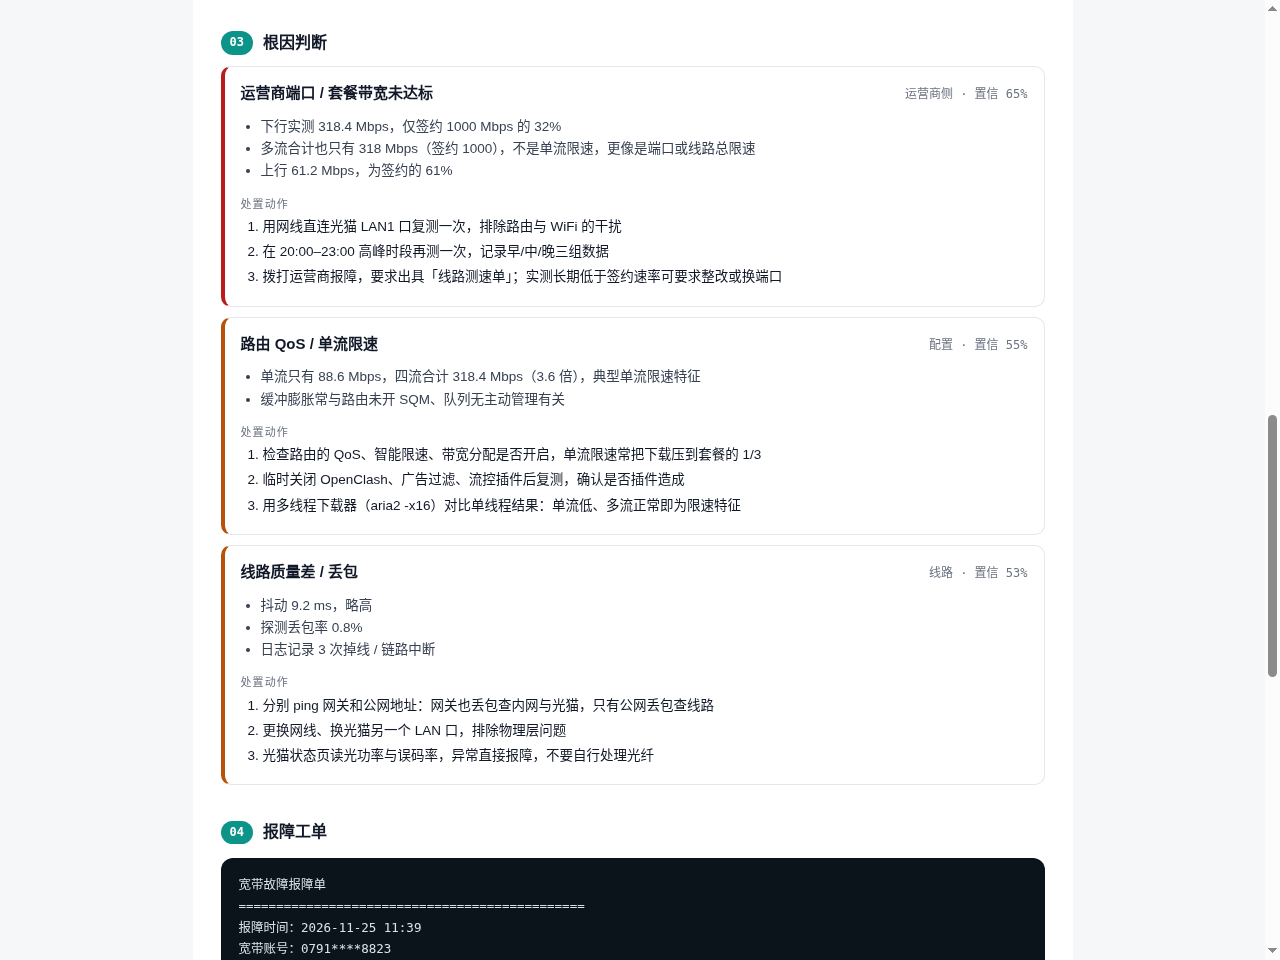 03 根因判断
运营商端口 / 套餐带宽未达标
运营商侧 · 置信 65%
• 下行实测 318.4 Mbps，仅签约 1000 Mbps 的 32%
• 多流合计也只有 318 Mbps（签约 1000），不是单流限速，更像是端口或线路总限速
• 上行 61.2 Mbps，为签约的 61%
处置动作
1. 用网线直连光猫 LAN1 口复测一次，排除路由与 WiFi 的干扰
2. 在 20:00–23:00 高峰时段再测一次，记录早/中/晚三组数据
3. 拨打运营商报障，要求出具「线路测速单」；实测长期低于签约速率可要求整改或换端口
路由 QoS / 单流限速
配置 · 置信 55%
• 单流只有 88.6 Mbps，四流合计 318.4 Mbps（3.6 倍），典型单流限速特征
• 缓冲膨胀常与路由未开 SQM、队列无主动管理有关
处置动作
1. 检查路由的 QoS、智能限速、带宽分配是否开启，单流限速常把下载压到套餐的 1/3
2. 临时关闭 OpenClash、广告过滤、流控插件后复测，确认是否插件造成
3. 用多线程下载器（aria2 -x16）对比单线程结果：单流低、多流正常即为限速特征
线路质量差 / 丢包
线路 · 置信 53%
• 抖动 9.2 ms，略高
• 探测丢包率 0.8%
• 日志记录 3 次掉线 / 链路中断
处置动作
1. 分别 ping 网关和公网地址：网关也丢包查内网与光猫，只有公网丢包查线路
2. 更换网线、换光猫另一个 LAN 口，排除物理层问题
3. 光猫状态页读光功率与误码率，异常直接报障，不要自行处理光纤
04 报障工单
宽带故障报障单
==============================================
报障时间：2026-11-25 11:39
宽带账号：0791****8823